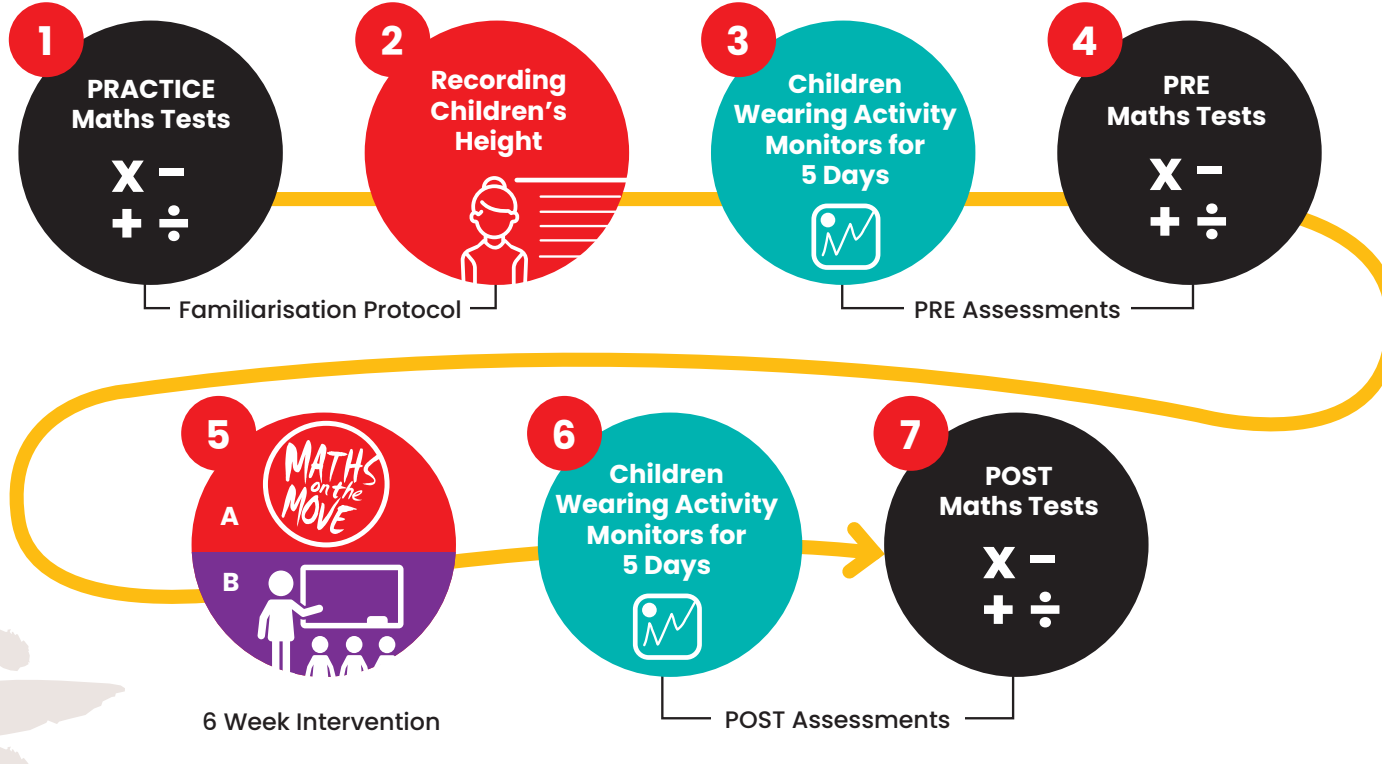 1
PRACTICE
Maths Tests
x −
+ ÷
2
Recording
Children’s
Height
3
Children
Wearing Activity
Monitors for
5 Days
4
PRE
Maths Tests
x −
+ ÷
Familiarisation Protocol
PRE Assessments
5
A
MATHS
on the
MOVE
B
6 Week Intervention
6
Children
Wearing Activity
Monitors for
5 Days
7
POST
Maths Tests
x −
+ ÷
POST Assessments